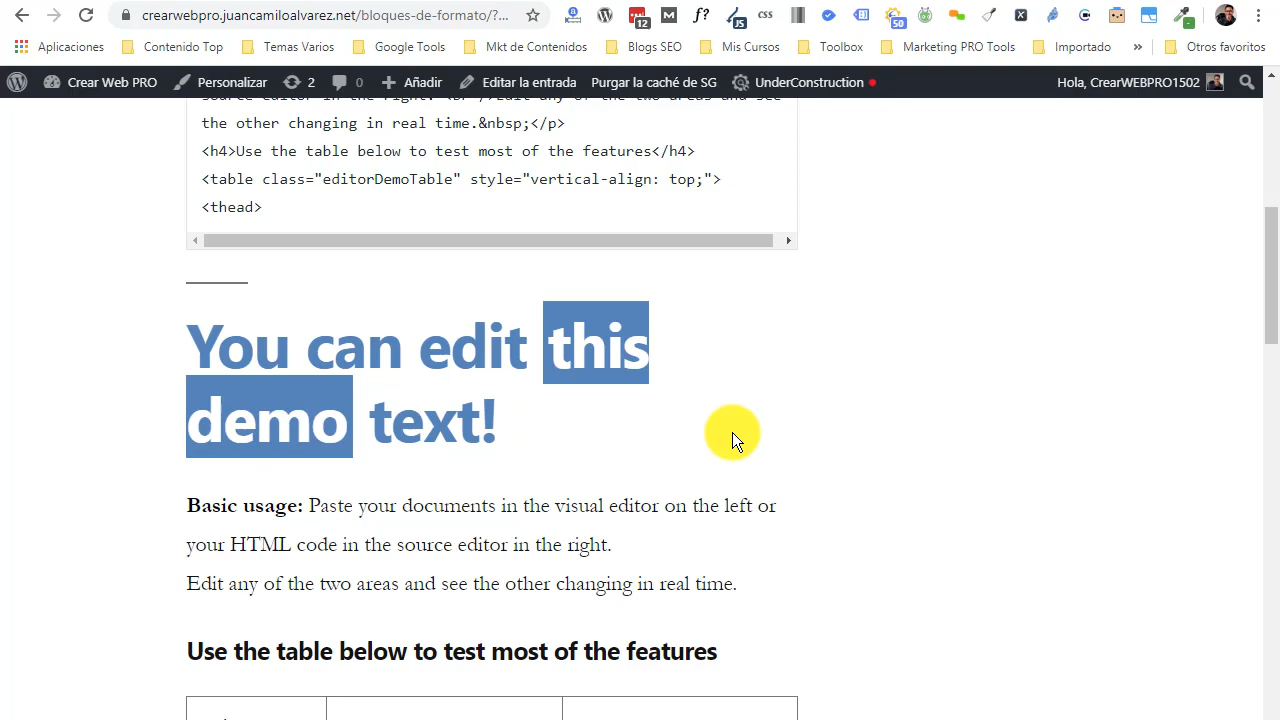 crearwebpro.juancamiloalvarez.net/bloques-de-formato/?...
12
JS
css
50
Aplicaciones Contenido Top Temas Varios Google Tools Mkt de Contenidos Blogs SEO Mis Cursos Toolbox Marketing PRO Tools Importado » Otros favoritos
Crear Web PRO Personalizar 2 0 Añadir Editar la entrada Purgar la caché de SG UnderConstruction Hola, CrearWEBPRO1502
the other changing in real time.&nbsp;</p>
<h4>Use the table below to test most of the features</h4>
<table class="editorDemoTable" style="vertical-align: top;">
<thead>
You can edit this
demo text!
Basic usage: Paste your documents in the visual editor on the left or
your HTML code in the source editor in the right.
Edit any of the two areas and see the other changing in real time.
Use the table below to test most of the features